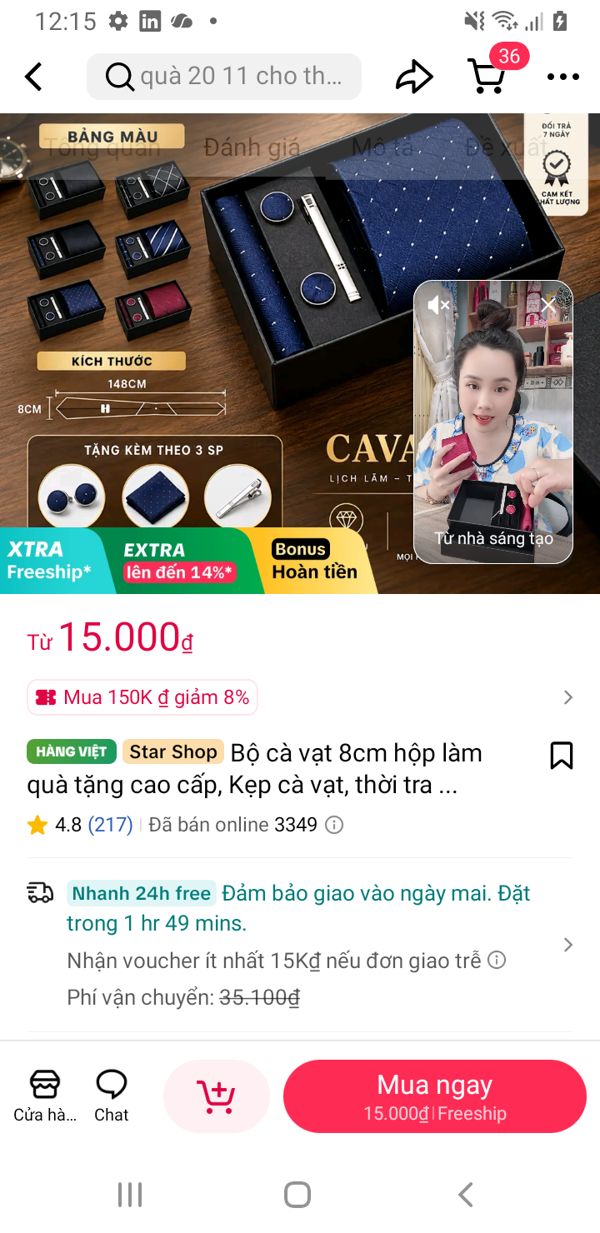 12:15
36
quà 20 11 cho th...
Tổng quan Đánh giá Mô tả Đề xuất
BẢNG MÀU
ĐỔI TRẢ
7 NGÀY
CAM KẾT
CHẤT LƯỢNG
KÍCH THƯỚC
148CM
8CM
TẶNG KÈM THEO 3 SP
CAVA
LỊCH LÃM – T
MỌI
Từ nhà sáng tạo
XTRA
Freeship*
EXTRA
lên đến 14%*
Bonus
Hoàn tiền
Từ 15.000₫
Mua 150K ₫ giảm 8%
HÀNG VIỆT Star Shop Bộ cà vạt 8cm hộp làm
quà tặng cao cấp, Kẹp cà vạt, thời tra ...
4.8 (217) Đã bán online 3349
Nhanh 24h free Đảm bảo giao vào ngày mai. Đặt
trong 1 hr 49 mins.
Nhận voucher ít nhất 15K₫ nếu đơn giao trễ
Phí vận chuyển: 35.100₫
Cửa hà...
Chat
Mua ngay
15.000₫ | Freeship